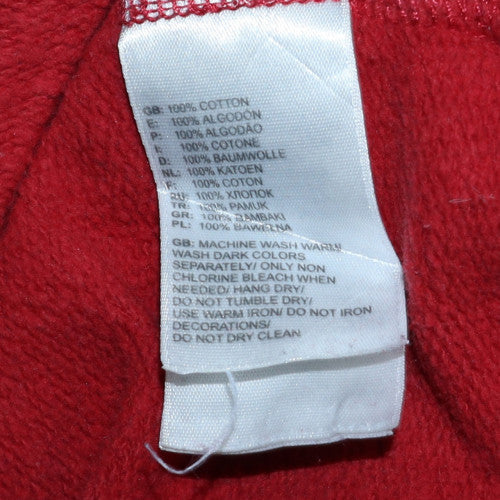 GB: 100% COTTON
E: 100% ALGODÓN
P: 100% ALGODÃO
I: 100% COTONE
D: 100% BAUMWOLLE
NL: 100% KATOEN
F: 100% COTON
RU: 100% ХЛОПОК
TR: 100% PAMUK
GR: 100% BAMBAKI
PL: 100% BAWEŁNA
GB: MACHINE WASH WARM/
WASH DARK COLORS
SEPARATELY/ ONLY NON
CHLORINE BLEACH WHEN
NEEDED/ HANG DRY/
DO NOT TUMBLE DRY/
USE WARM IRON/ DO NOT IRON
DECORATIONS/
DO NOT DRY CLEAN